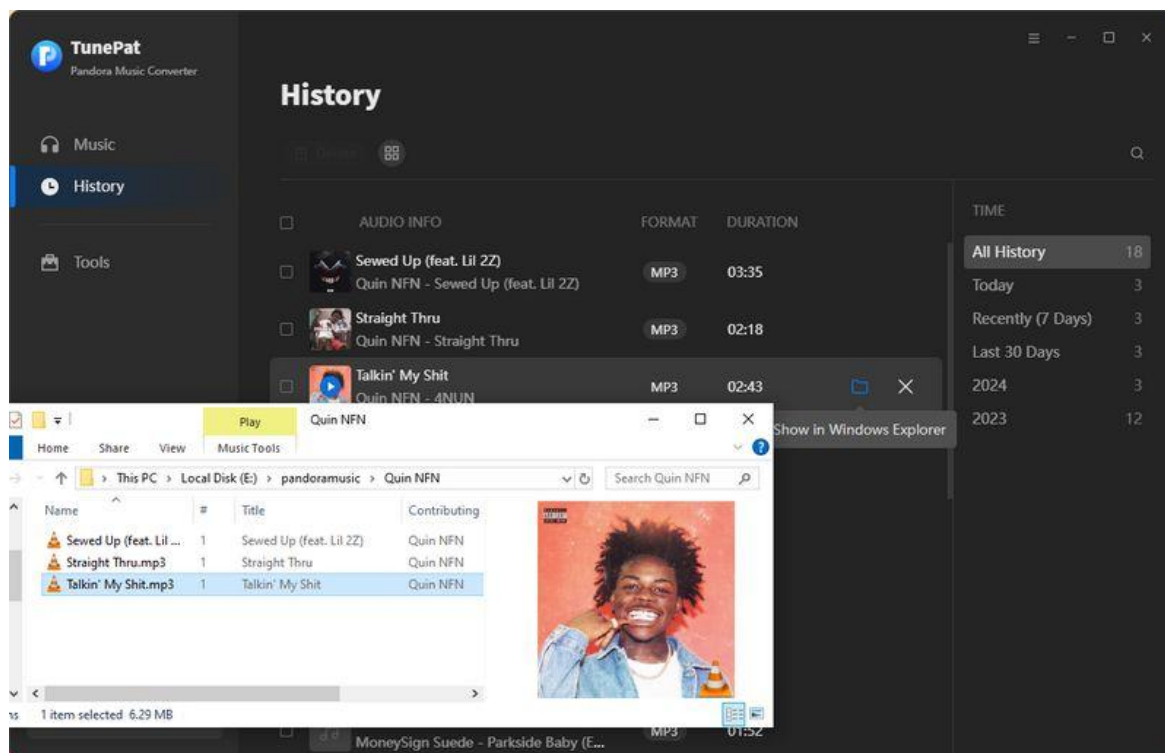 TunePat
Pandora Music Converter
Music
History
Tools
History
Delete
AUDIO INFO FORMAT DURATION
Sewed Up (feat. Lil 2Z)
Quin NFN - Sewed Up (feat. Lil 2Z)
MP3 03:35
Straight Thru
Quin NFN - Straight Thru
MP3 02:18
Talkin' My Shit
Quin NFN - 4NUN
MP3 02:43
Show in Windows Explorer
TIME
All History 18
Today 3
Recently (7 Days) 3
Last 30 Days 3
2024 3
2023 12
Play Quin NFN
Home Share View Music Tools
This PC > Local Disk (E:) > pandoramusic > Quin NFN
Search Quin NFN
Name # Title Contributing
Sewed Up (feat. Lil ... 1 Sewed Up (feat. Lil 2Z) Quin NFN
Straight Thru.mp3 1 Straight Thru Quin NFN
Talkin' My Shit.mp3 1 Talkin' My Shit Quin NFN
1 item selected 6.29 MB
MoneySign Suede - Parkside Baby (E...
MP3 01:52